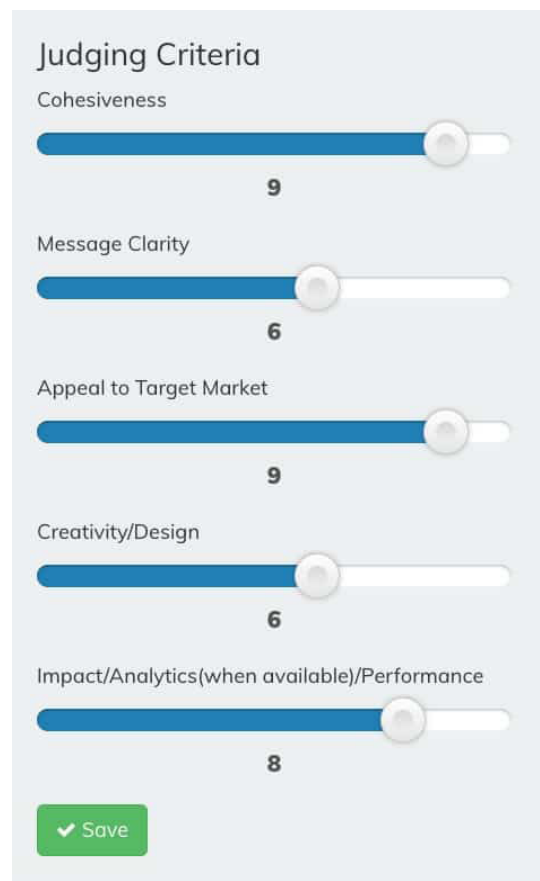 Judging Criteria
Cohesiveness
9
Message Clarity
6
Appeal to Target Market
9
Creativity/Design
6
Impact/Analytics(when available)/Performance
8
Save